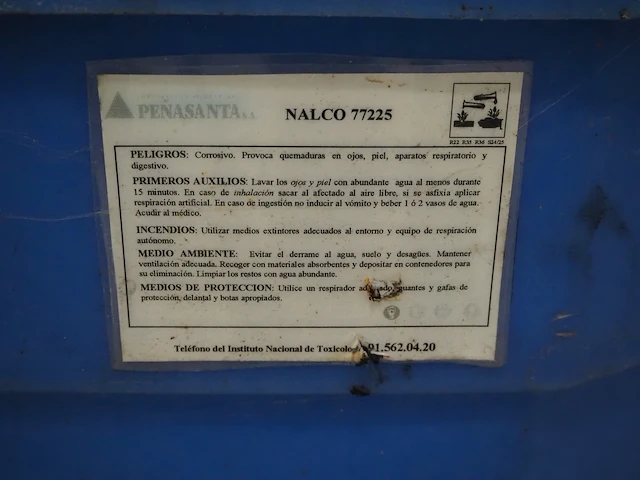 PEÑASANTA S.A.
NALCO 77225
R22 R35 R36 S24/25
PELIGROS: Corrosivo. Provoca quemaduras en ojos, piel, aparatos respiratorio y
digestivo.
PRIMEROS AUXILIOS: Lavar los ojos y piel con abundante agua al menos durante
15 minutos. En caso de inhalación sacar al afectado al aire libre, si se asfixia aplicar
respiración artificial. En caso de ingestión no inducir al vómito y beber 1 ó 2 vasos de agua.
Acudir al médico.
INCENDIOS: Utilizar medios extintores adecuados al entorno y equipo de respiración
autónomo.
MEDIO AMBIENTE: Evitar el derrame al agua, suelo y desagües. Mantener
ventilación adecuada. Recoger con materiales absorbentes y depositar en contenedores para
su eliminación. Limpiar los restos con agua abundante.
MEDIOS DE PROTECCION: Utilice un respirador guantes y gafas de
protección, delantal y botas apropiados.
Teléfono del Instituto Nacional de 91.562.04.20